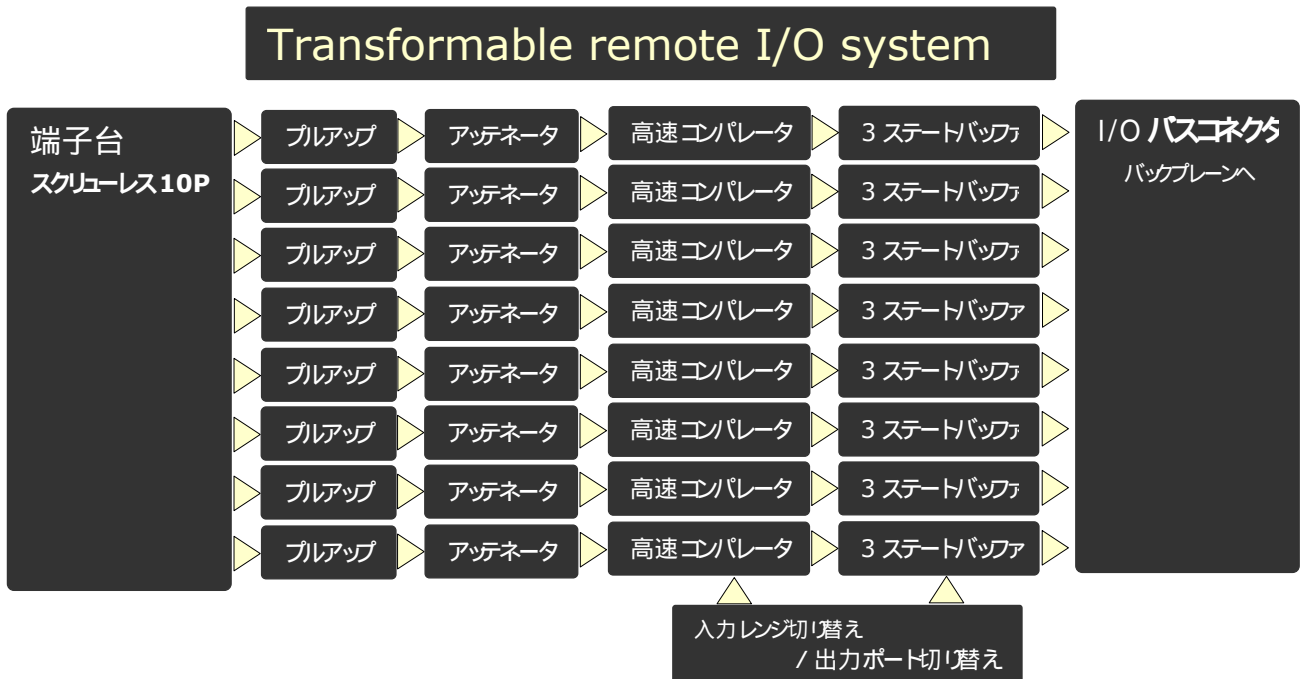 Transformable remote I/O system
端子台
スクリューレス10P
プルアップ アッテネータ 高速コンパレータ 3 ステートバッファ
プルアップ アッテネータ 高速コンパレータ 3 ステートバッファ
プルアップ アッテネータ 高速コンパレータ 3 ステートバッファ
プルアップ アッテネータ 高速コンパレータ 3 ステートバッファ
プルアップ アッテネータ 高速コンパレータ 3 ステートバッファ
プルアップ アッテネータ 高速コンパレータ 3 ステートバッファ
プルアップ アッテネータ 高速コンパレータ 3 ステートバッファ
プルアップ アッテネータ 高速コンパレータ 3 ステートバッファ
I/O バスコネクタ
バックプレーンへ
入力レンジ切り替え
/ 出力ポート切り替え